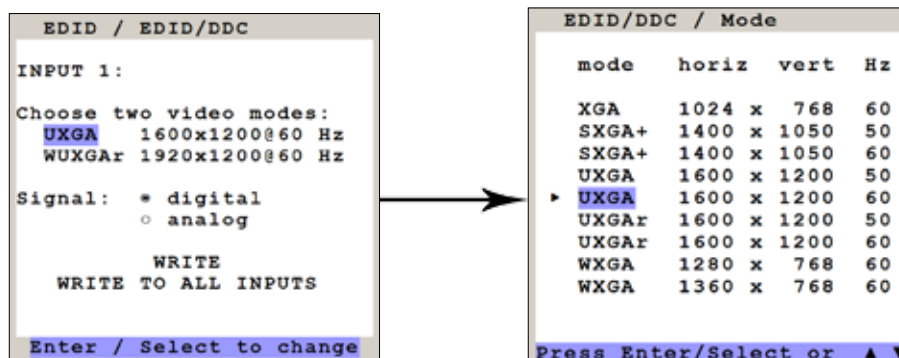 EDID / EDID/DDC
INPUT 1:
Choose two video modes:
UXGA 1600x1200@60 Hz
WUXGAr 1920x1200@60 Hz
Signal: digital
analog
WRITE
WRITE TO ALL INPUTS
Enter / Select to change
EDID/DDC / Mode
mode horiz vert Hz
XGA 1024 x 768 60
SXGA+ 1400 x 1050 50
SXGA+ 1400 x 1050 60
UXGA 1600 x 1200 50
UXGA 1600 x 1200 60
UXGAr 1600 x 1200 50
UXGAr 1600 x 1200 60
WXGA 1280 x 768 60
WXGA 1360 x 768 60
Press Enter/Select or ▲ ▼